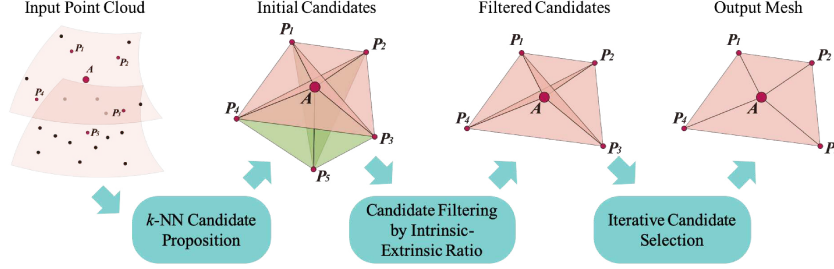 Input Point Cloud
Initial Candidates
Filtered Candidates
Output Mesh
P1
P2
A
P4
P3
P5
P1
P2
A
P4
P3
P5
P1
P2
A
P4
P3
P1
P2
A
P4
P
k-NN Candidate
Proposition
Candidate Filtering
by Intrinsic-
Extrinsic Ratio
Iterative Candidate
Selection